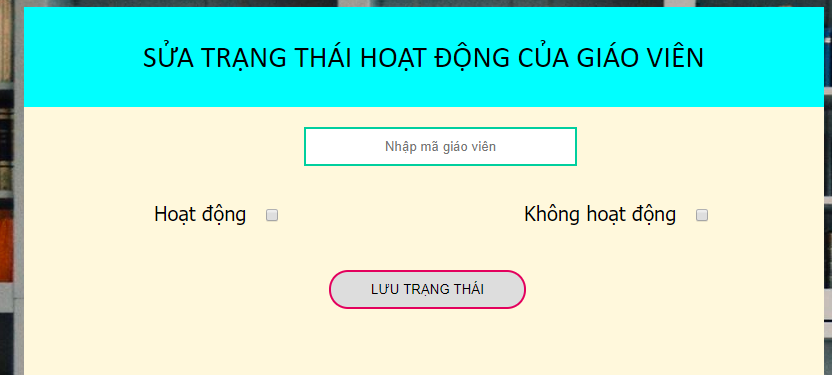 SỬA TRẠNG THÁI HOẠT ĐỘNG CỦA GIÁO VIÊN
Nhập mã giáo viên
Hoạt động Không hoạt động
LƯU TRẠNG THÁI